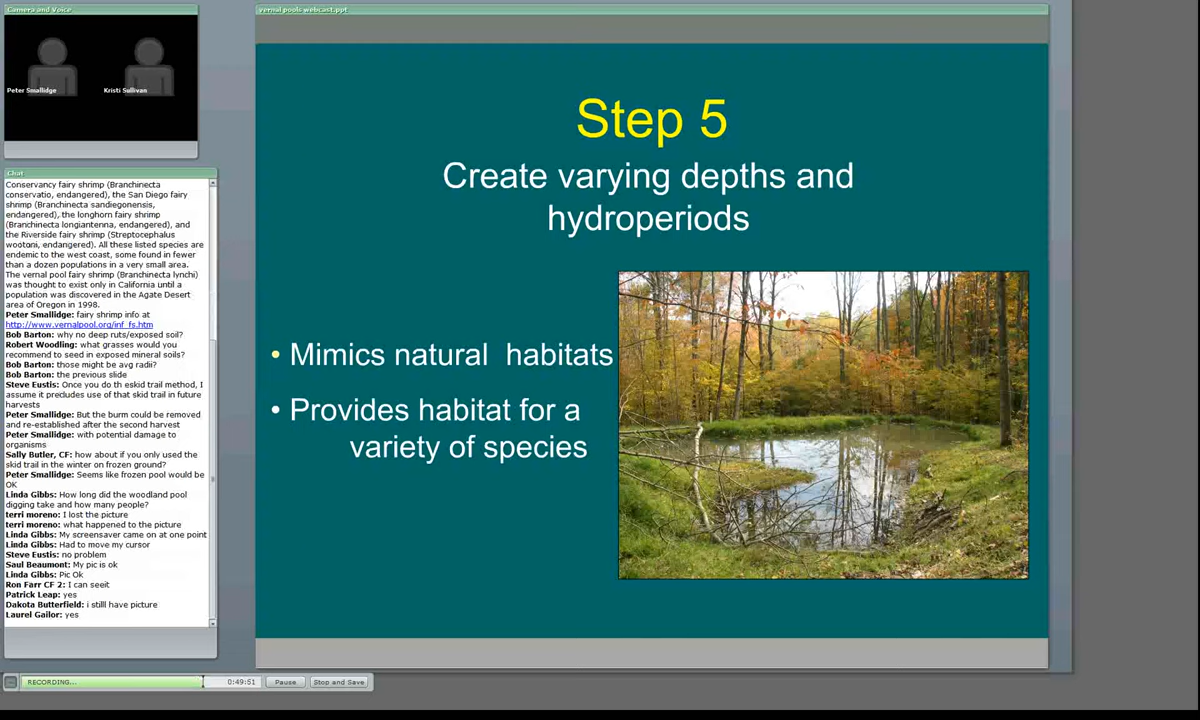 Camera and Voice
Peter Smallidge
Kristi Sullivan
Chat
Conservancy fairy shrimp (Branchinecta
conservatio, endangered), the San Diego fairy
shrimp (Branchinecta sandiegonensis,
endangered), the longhorn fairy shrimp
(Branchinecta longiantenna, endangered), and
the Riverside fairy shrimp (Streptocephalus
wootoni, endangered). All these listed species are
endemic to the west coast, some found in fewer
than a dozen populations in a very small area.
The vernal pool fairy shrimp (Branchinecta lynchi)
was thought to exist only in California until a
population was discovered in the Agate Desert
area of Oregon in 1998.
Peter Smallidge: fairy shrimp info at
http://www.vernalpool.org/inf_fs.htm
Bob Barton: why no deep ruts/exposed soil?
Robert Woodling: what grasses would you
recommend to seed in exposed mineral soils?
Bob Barton: those might be avg radii?
Bob Barton: the previous slide
Steve Eustis: Once you do th eskid trail method, I
assume it precludes use of that skid trail in future
harvests
Peter Smallidge: But the burm could be removed
and re-established after the second harvest
Peter Smallidge: with potential damage to
organisms
Sally Butler, CF: how about if you only used the
skid trail in the winter on frozen ground?
Peter Smallidge: Seems like frozen pool would be
OK
Linda Gibbs: How long did the woodland pool
digging take and how many people?
terri moreno: I lost the picture
terri moreno: what happened to the picture
Linda Gibbs: My screensaver came on at one point
Linda Gibbs: Had to move my cursor
Steve Eustis: no problem
Saul Beaumont: My pic is ok
Linda Gibbs: Pic Ok
Ron Farr CF 2: I can seeit
Patrick Leap: yes
Dakota Butterfield: i stilll have picture
Laurel Gailor: yes
vernal pools webcast.ppt
Step 5
Create varying depths and
hydroperiods
• Mimics natural habitats
• Provides habitat for a
variety of species
RECORDING...
0:49:51
Pause
Stop and Save